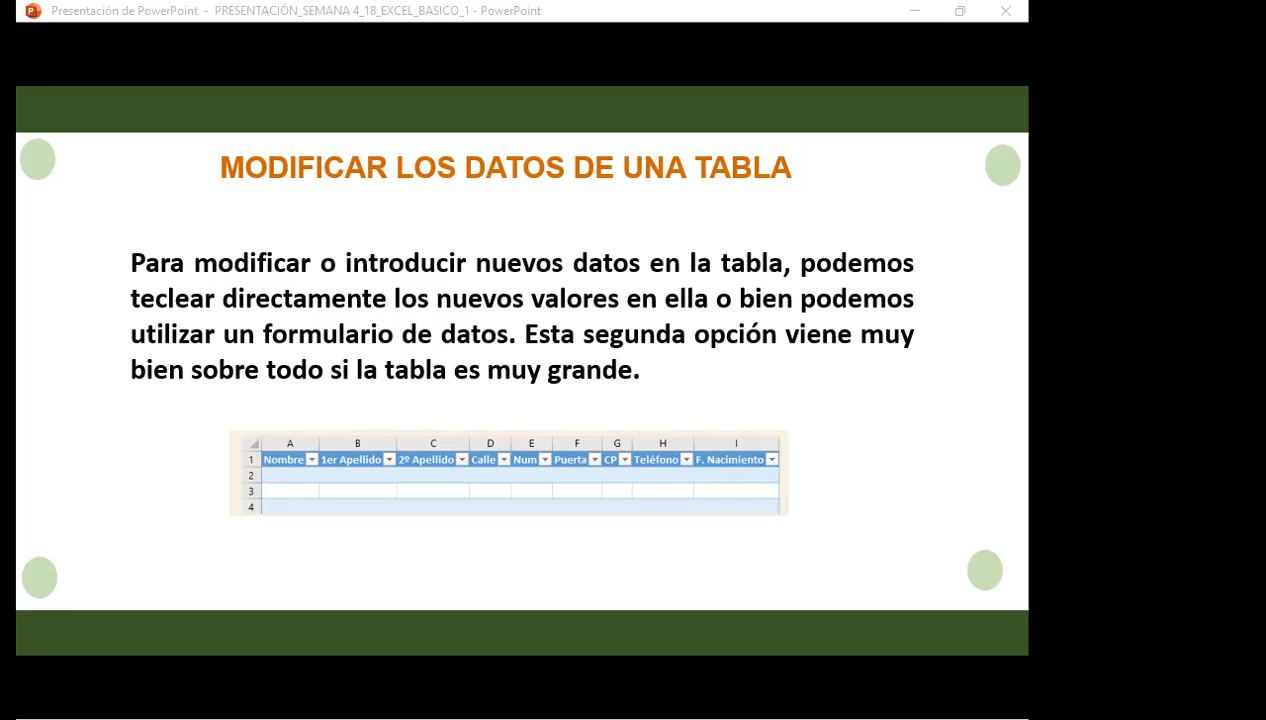 Presentación de PowerPoint - PRESENTACIÓN_SEMANA 4_18_EXCEL_BASICO_1 - PowerPoint
MODIFICAR LOS DATOS DE UNA TABLA
Para modificar o introducir nuevos datos en la tabla, podemos
teclear directamente los nuevos valores en ella o bien podemos
utilizar un formulario de datos. Esta segunda opción viene muy
bien sobre todo si la tabla es muy grande.
A B C D E F G H I
1 Nombre 1er Apellido 2º Apellido Calle Num Puerta CP Teléfono F. Nacimiento
2
3
4